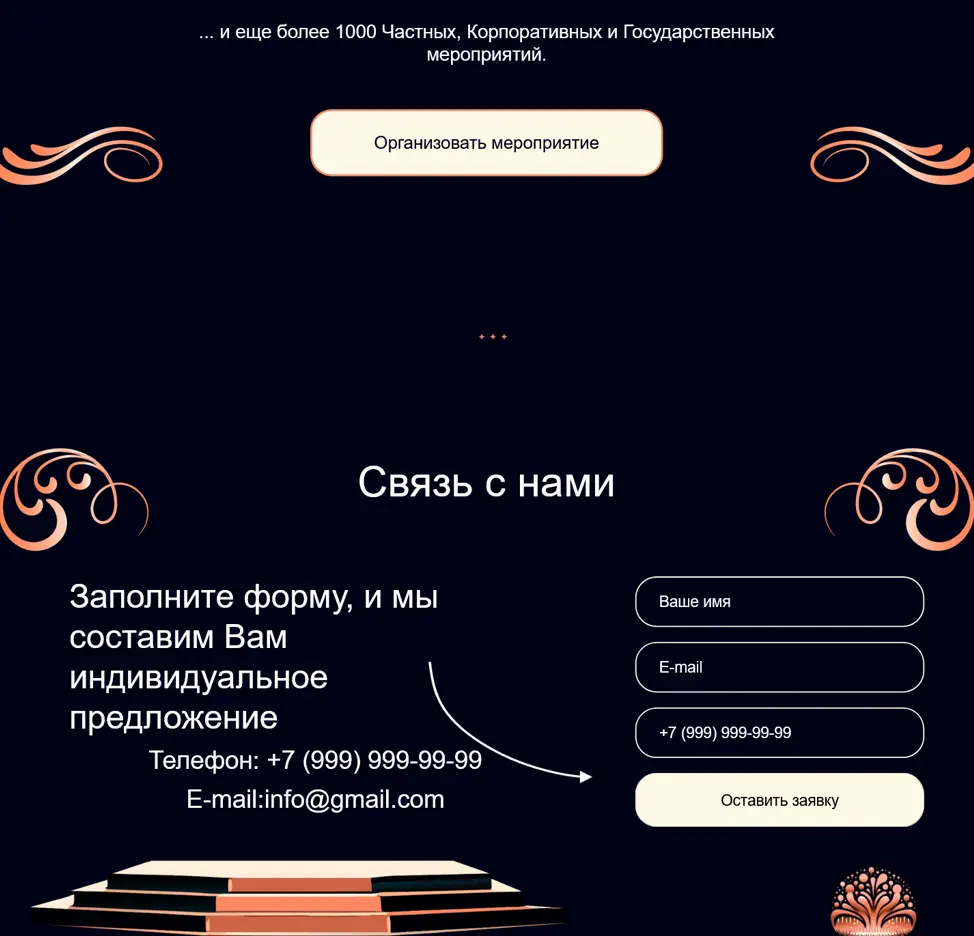 ... и еще более 1000 Частных, Корпоративных и Государственных
мероприятий.
Организовать мероприятие
Связь с нами
Заполните форму, и мы
составим Вам
индивидуальное
предложение
Телефон: +7 (999) 999-99-99
E-mail:info@gmail.com
Ваше имя
E-mail
+7 (999) 999-99-99
Оставить заявку